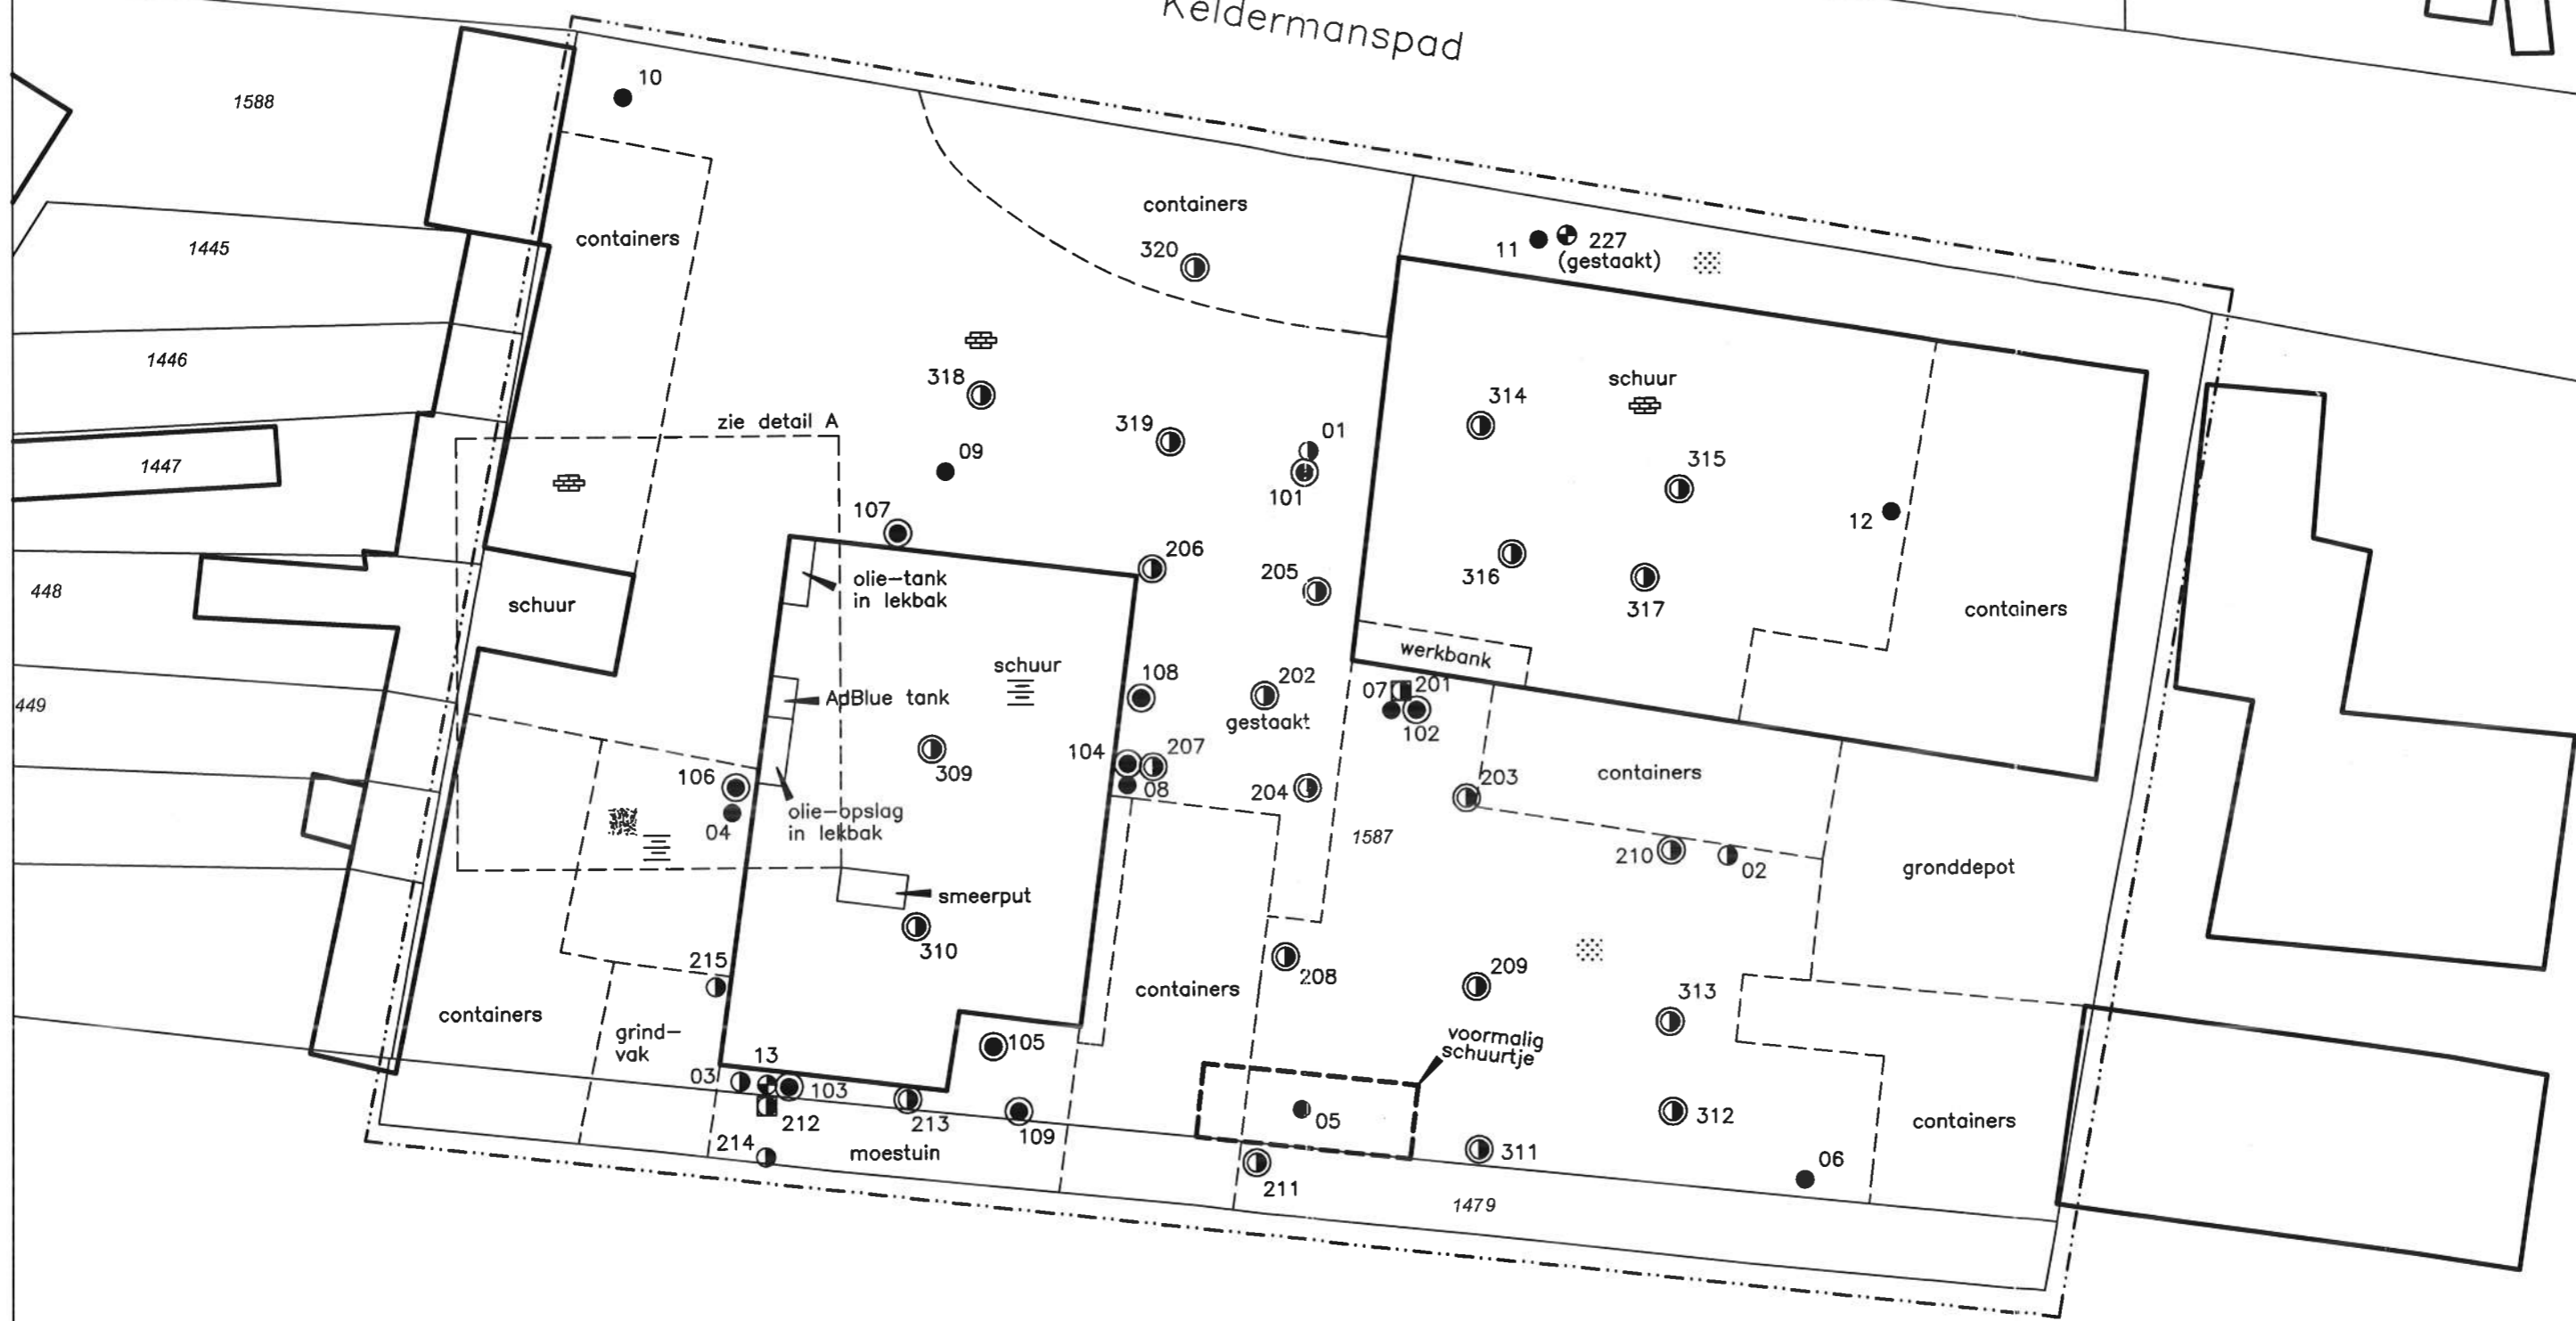 Keldermanspad
10
1588
containers
containers
1445
320
11
227
(gestaakt)
1446
318
schuur
314
zie detail A
319
01
1447
09
315
101
107
12
206
205
316
olie-tank
in lekbak
317
448
schuur
containers
werkbank
schuur
108
202
07
201
449
AdBlue tank
gestaakt
102
104
207
309
106
08
204
203
containers
olie-opslag
in lekbak
04
1587
210
02
gronddepot
smeerput
310
215
208
209
containers
313
containers
grind-
vak
voormalig
schuurtje
105
13
03
103
212
213
109
05
312
containers
214
moestuin
311
06
211
1479